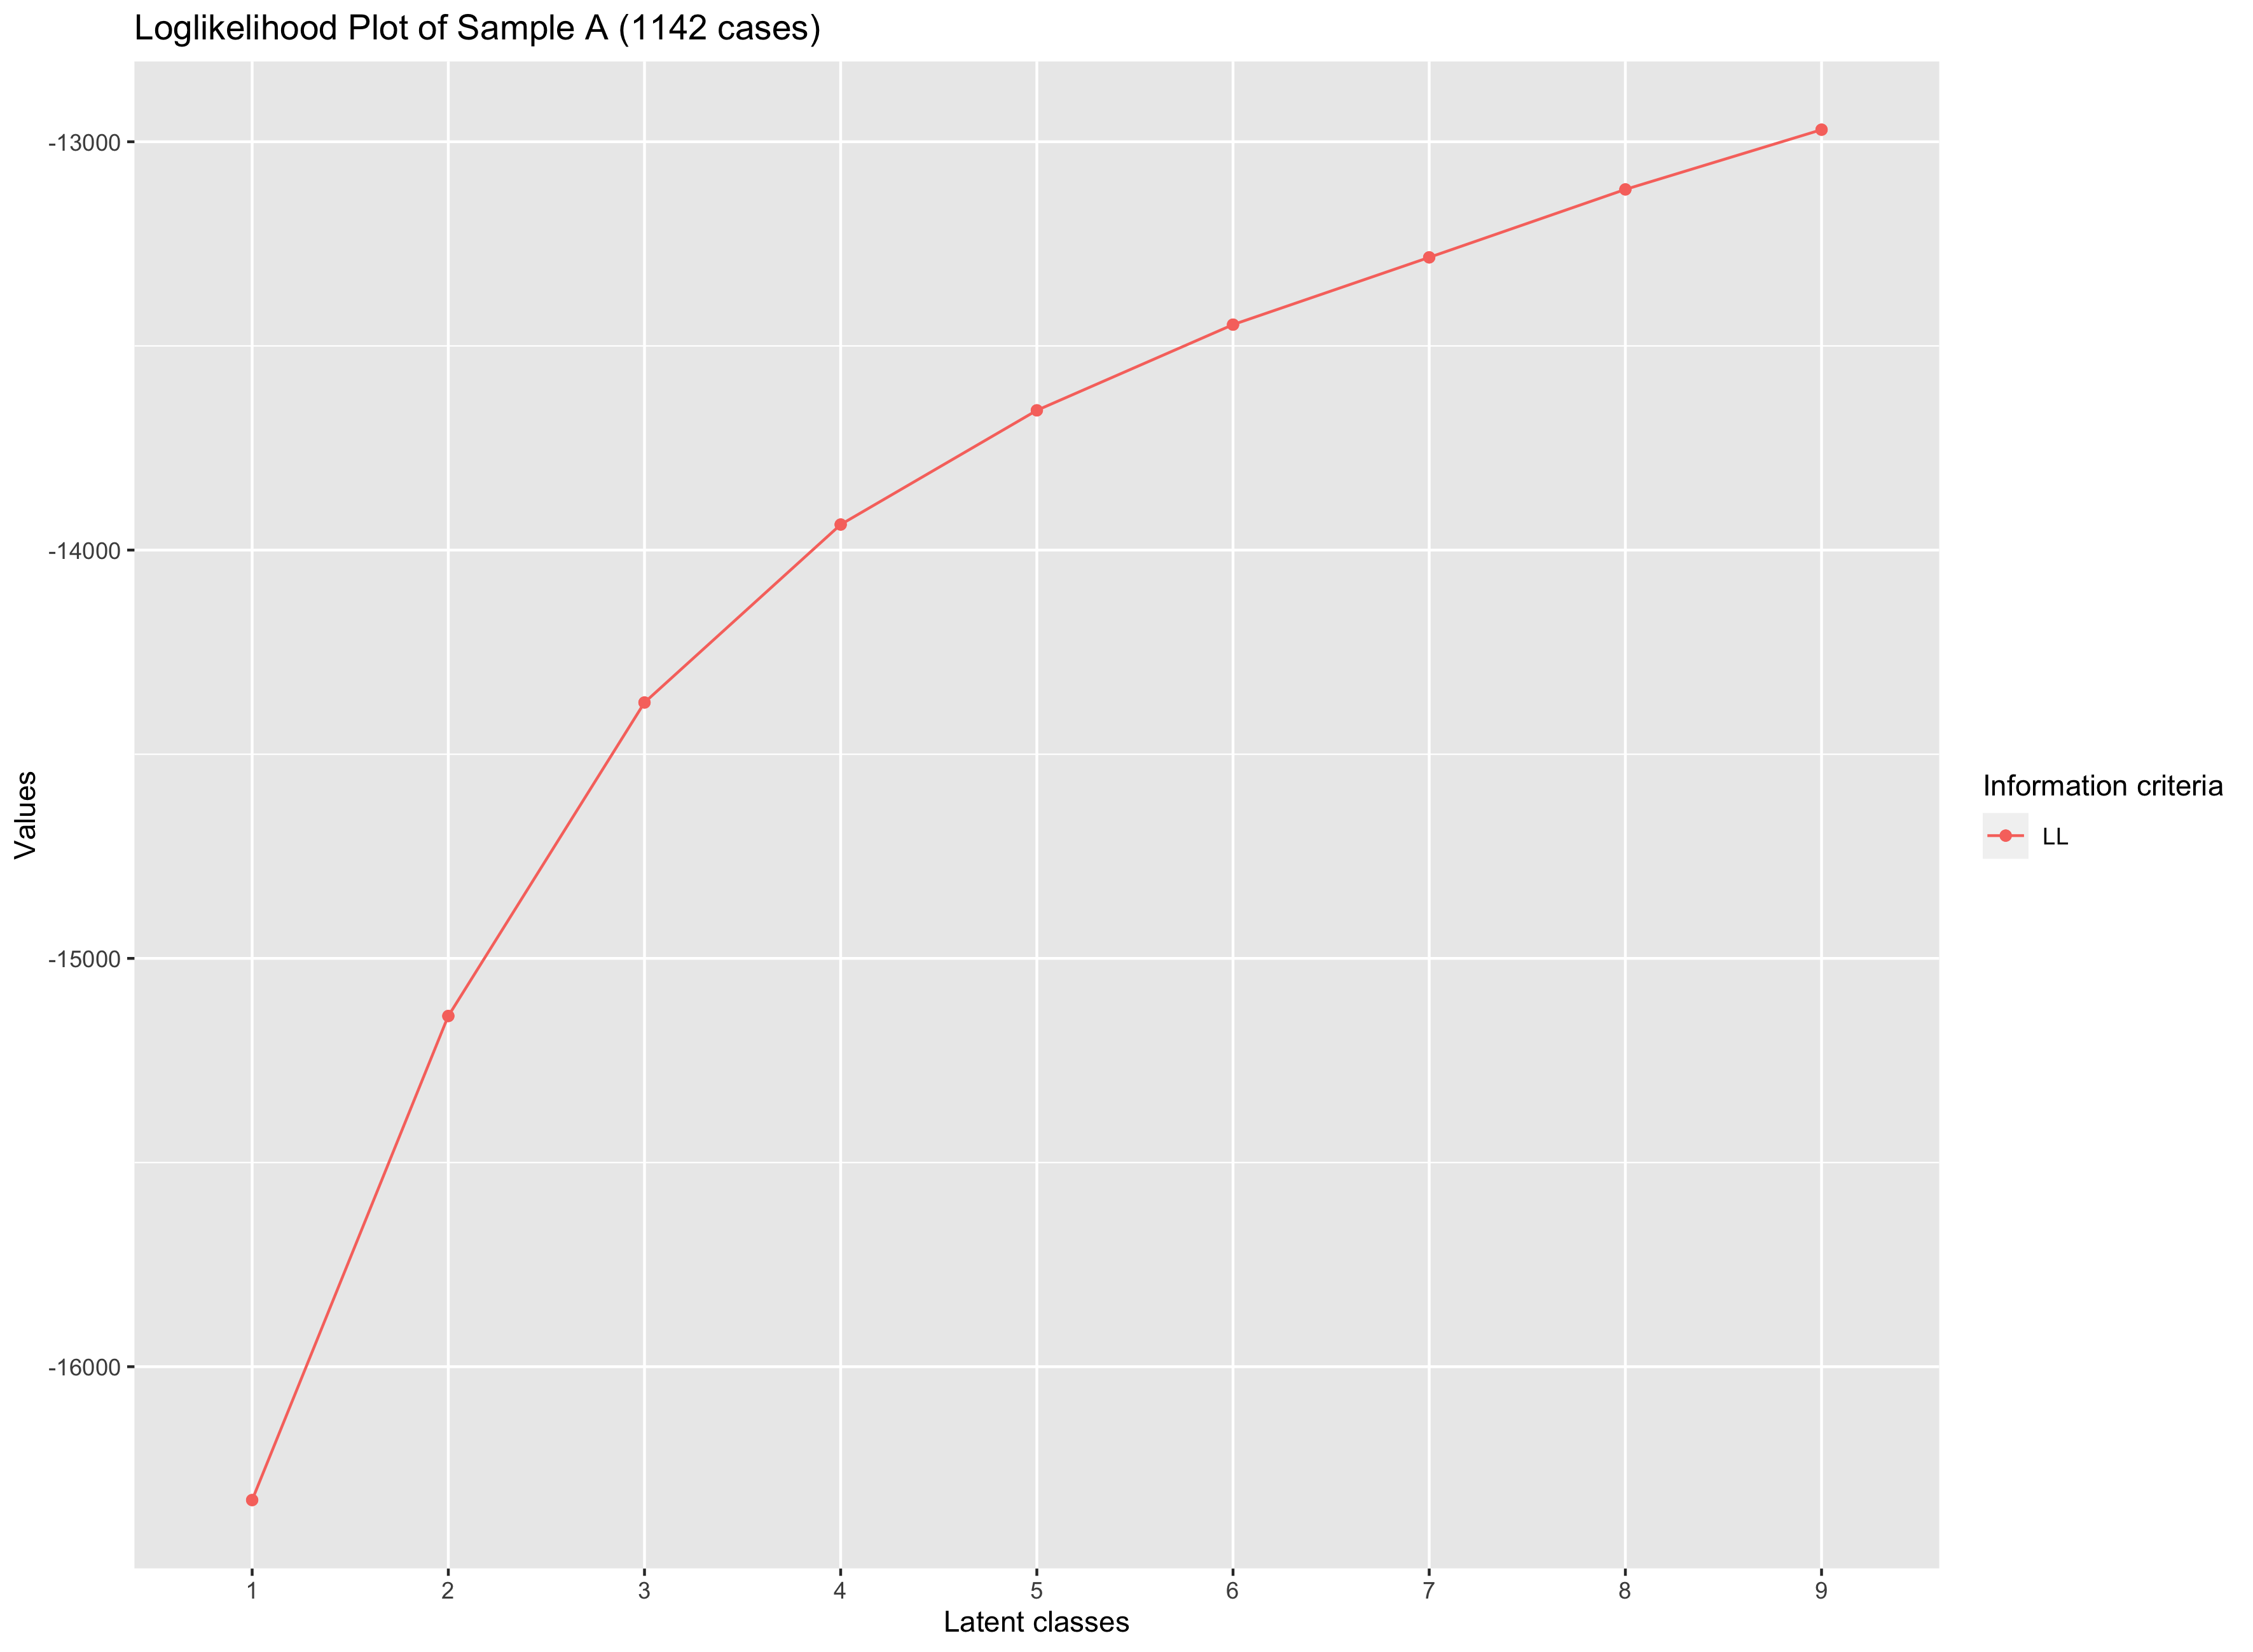 Loglikelihood Plot of Sample A (1142 cases)
-13000
-14000
-15000
-16000
Values
1 2 3 4 5 6 7 8 9
Latent classes
Information criteria
LL